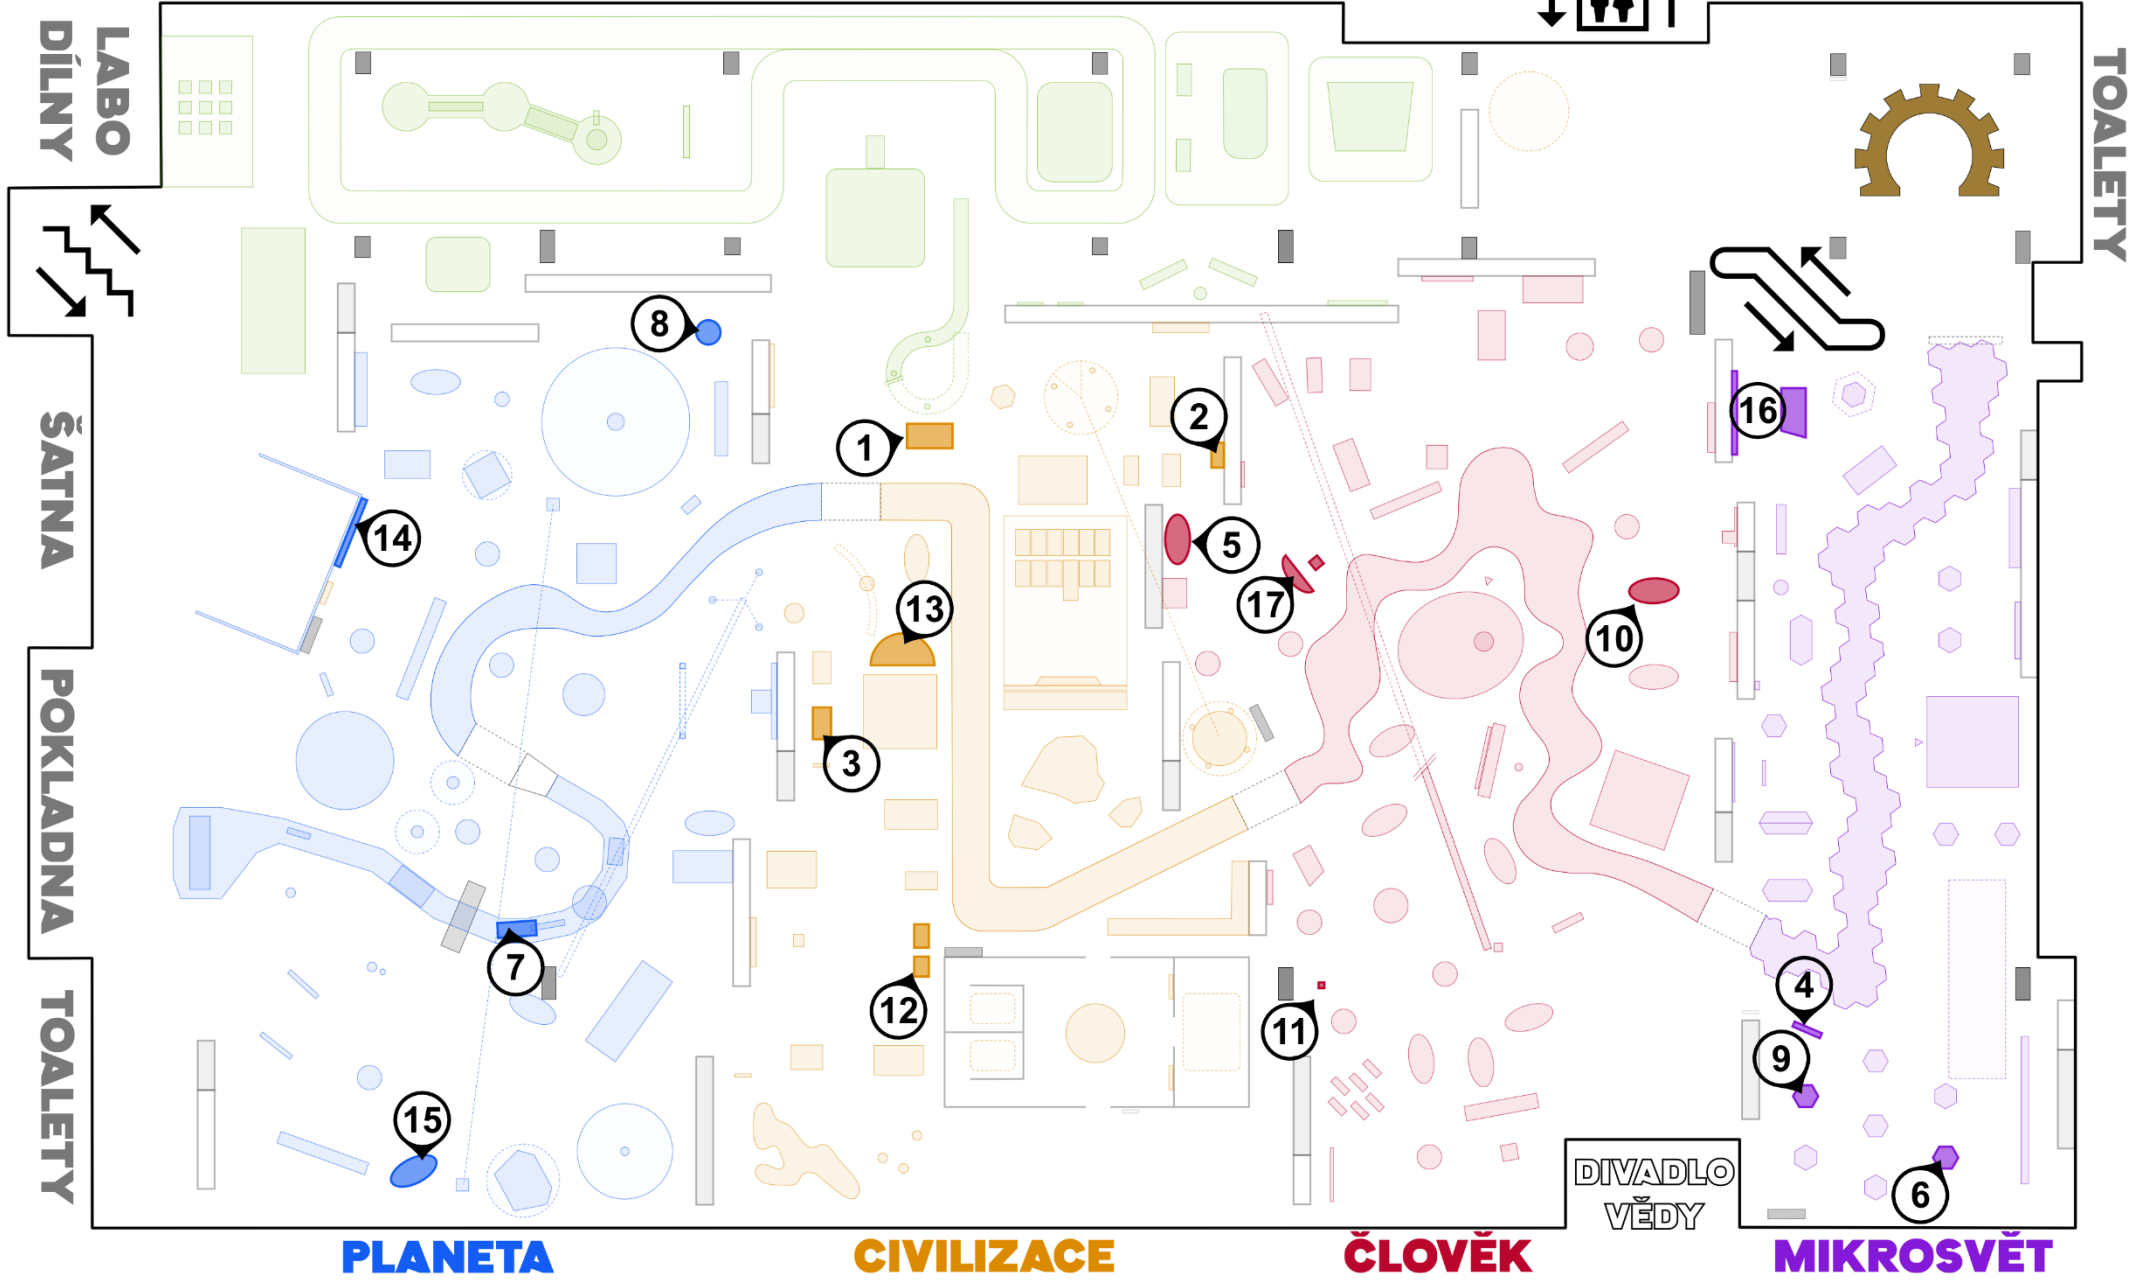 LABO
DÍLNY
TOALETY
8
16
2
1
ŠATNA
14
5
17
13
10
POKLADNA
3
7
4
12
11
9
TOALETY
15
6
DIVADLO
VĚDY
PLANETA
CIVILIZACE
ČLOVĚK
MIKROSVĚT